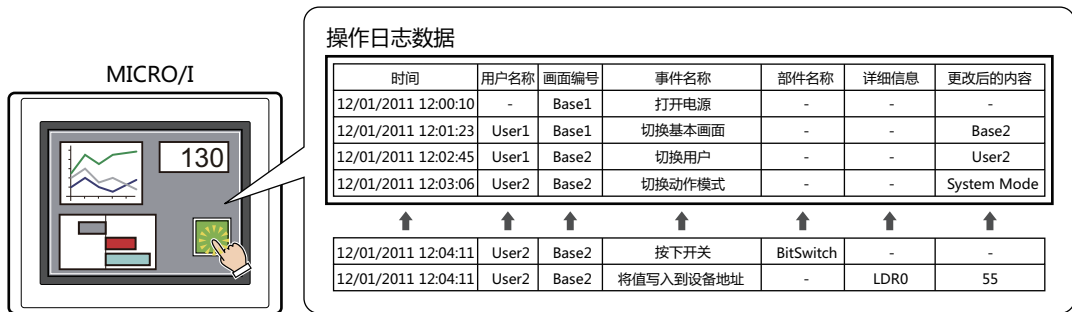 操作日志数据
MICRO/I
130
时间 用户名称 画面编号 事件名称 部件名称 详细信息 更改后的内容
12/01/2011 12:00:10 - Base1 打开电源 - - -
12/01/2011 12:01:23 User1 Base1 切换基本画面 - - Base2
12/01/2011 12:02:45 User1 Base2 切换用户 - - User2
12/01/2011 12:03:06 User2 Base2 切换动作模式 - - System Mode
12/01/2011 12:04:11 User2 Base2 按下开关 BitSwitch - -
12/01/2011 12:04:11 User2 Base2 将值写入到设备地址 - LDR0 55